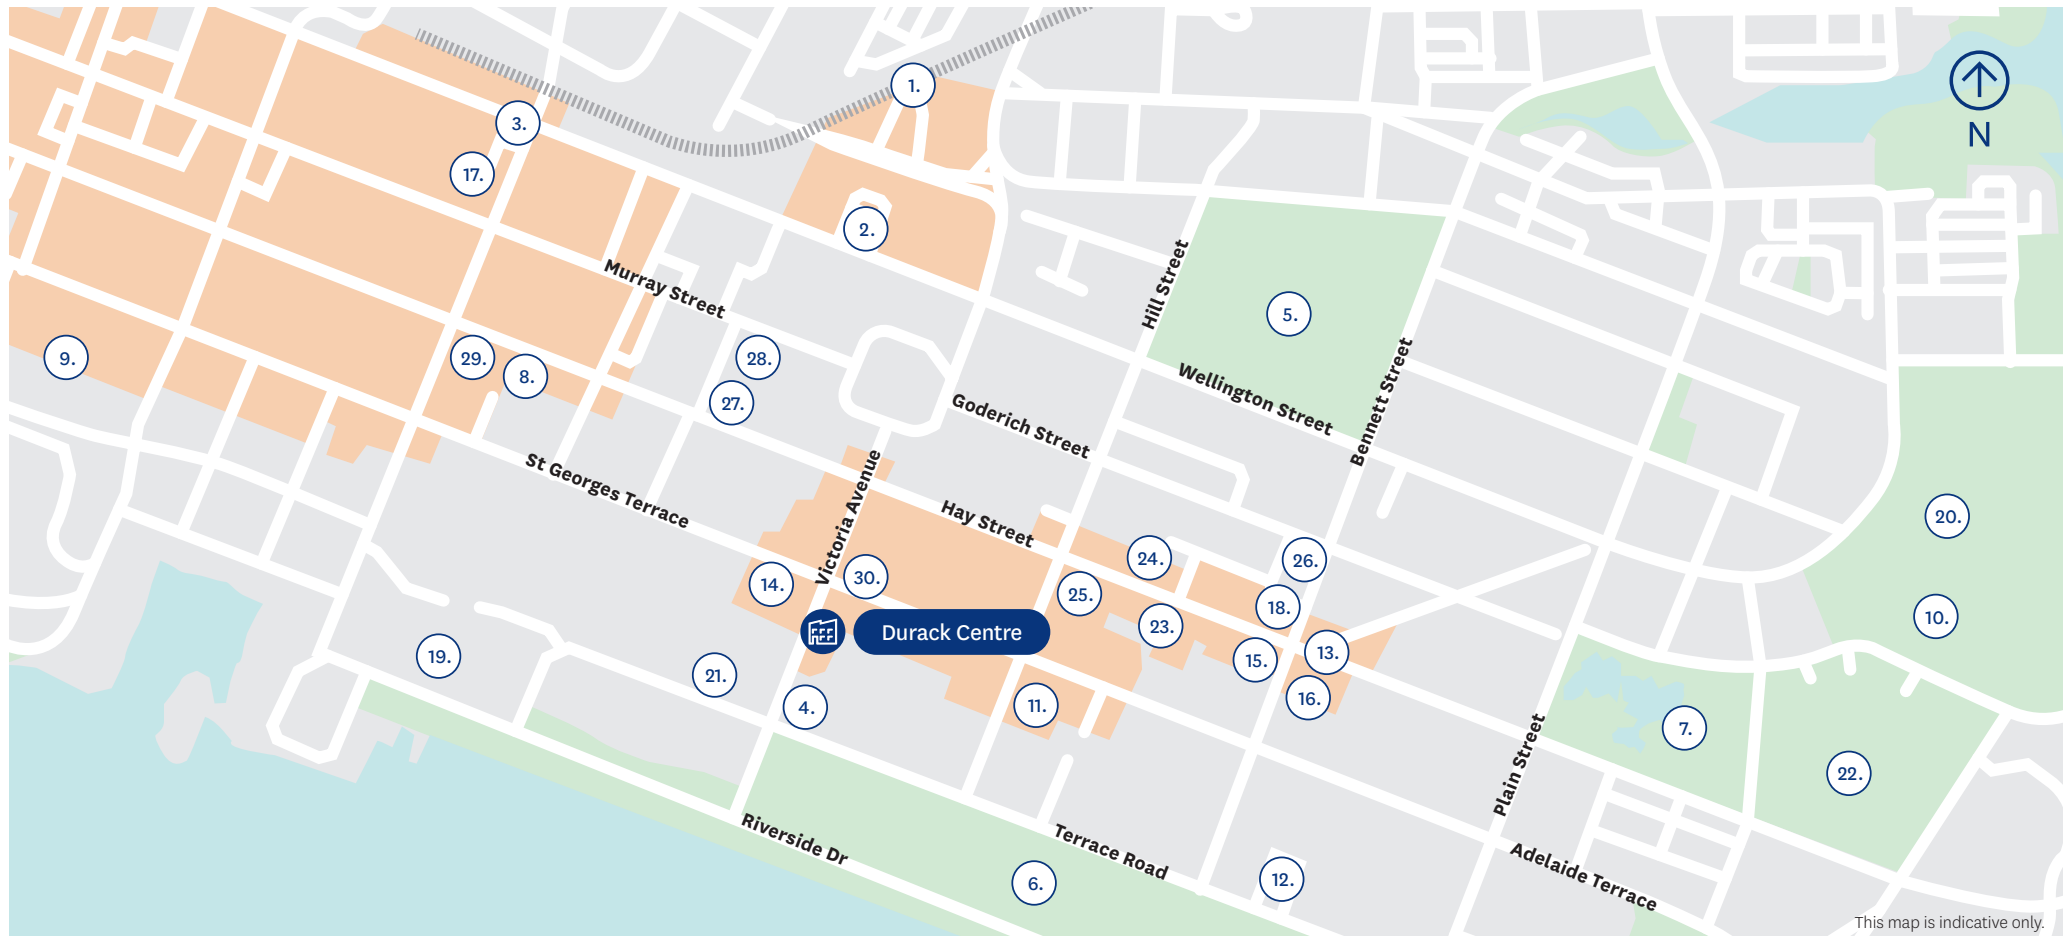 1.
N
3.
17.
2.
Murray Street
Hill Street
5.
9.
29.
8.
28.
27.
Goderich Street
Wellington Street
Bennett Street
St Georges Terrace
Victoria Avenue
Hay Street
20.
24.
26.
14.
30.
25.
18.
10.
Durack Centre
23.
13.
15.
19.
21.
4.
11.
16.
7.
Plain Street
22.
Riverside Dr
Terrace Road
6.
12.
Adelaide Terrace
This map is indicative only.